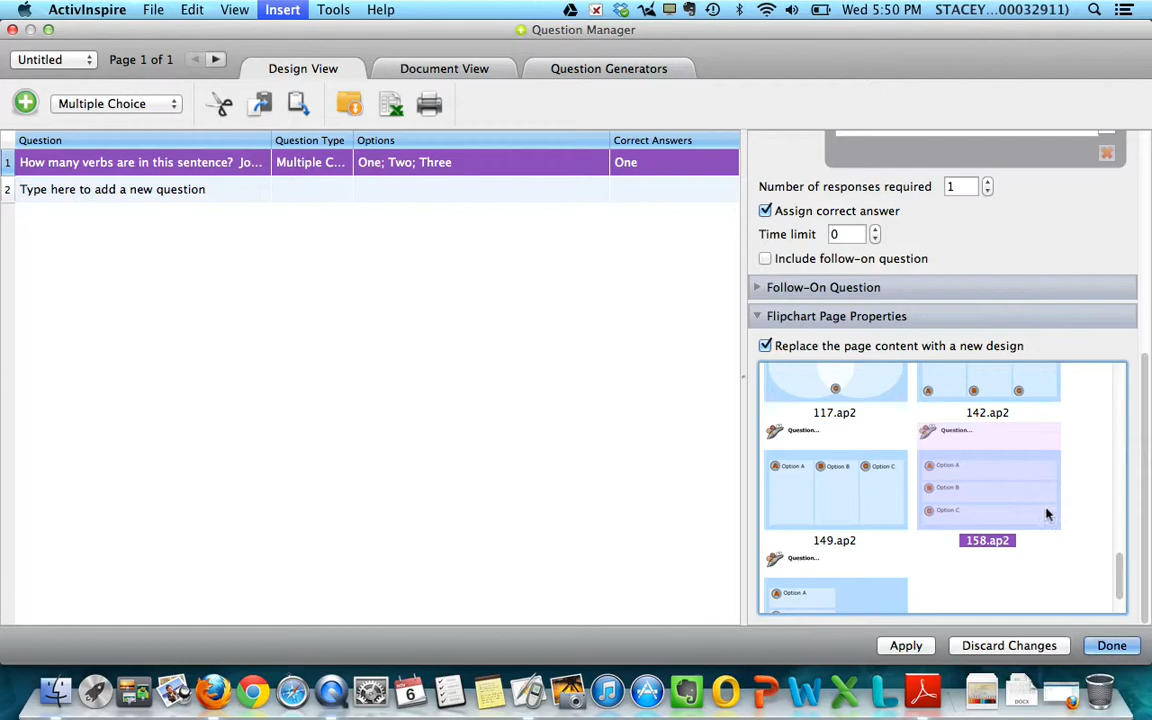 ActivInspire File Edit View Insert Tools Help Wed 5:50 PM STACEY...00032911)
Question Manager
Untitled Page 1 of 1 Design View Document View Question Generators
Multiple Choice
Question Question Type Options Correct Answers
1 How many verbs are in this sentence? Jo... Multiple C... One; Two; Three One
2 Type here to add a new question
Number of responses required 1
Assign correct answer
Time limit 0
Include follow-on question
Follow-On Question
Flipchart Page Properties
Replace the page content with a new design
117.ap2 142.ap2
Question... Question...
A Option A B Option B C Option C
A Option A
B Option B
C Option C
149.ap2 158.ap2
Question...
A Option A
Apply Discard Changes Done
6
DOCX